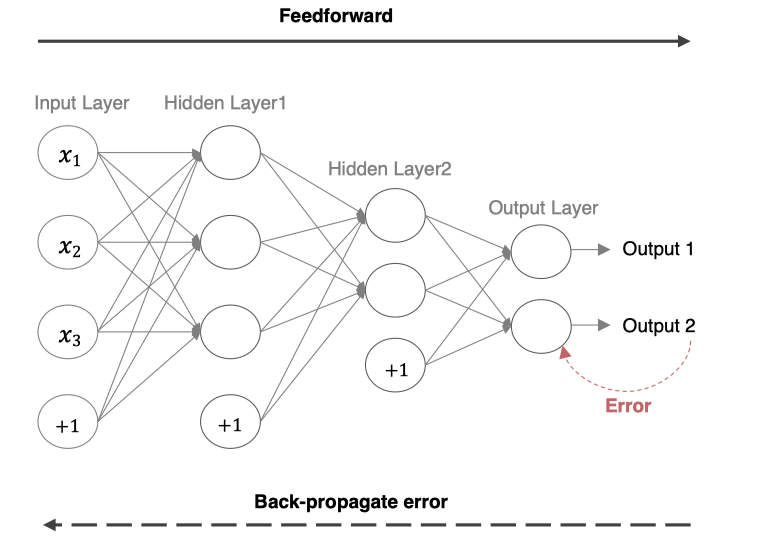 Feedforward
Input Layer
Hidden Layer1
Hidden Layer2
Output Layer
x₁
x₂
x₃
+1
+1
+1
Output 1
Output 2
Error
Back-propagate error